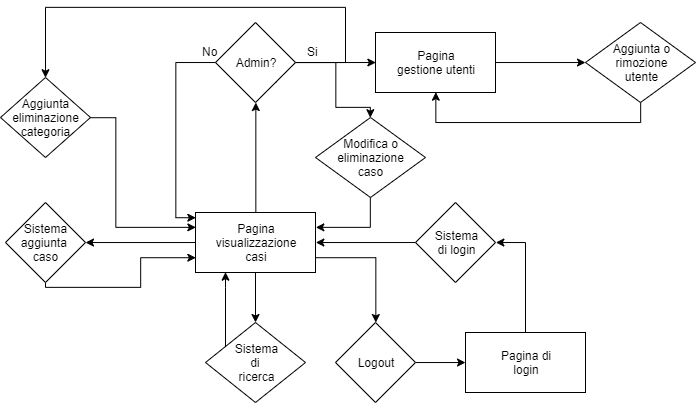 No
Admin?
Si
Pagina
gestione utenti
Aggiunta o
rimozione
utente
Aggiunta
eliminazione
categoria
Modifica o
eliminazione
caso
Sistema
aggiunta
caso
Pagina
visualizzazione
casi
Sistema
di login
Sistema
di
ricerca
Logout
Pagina di
login